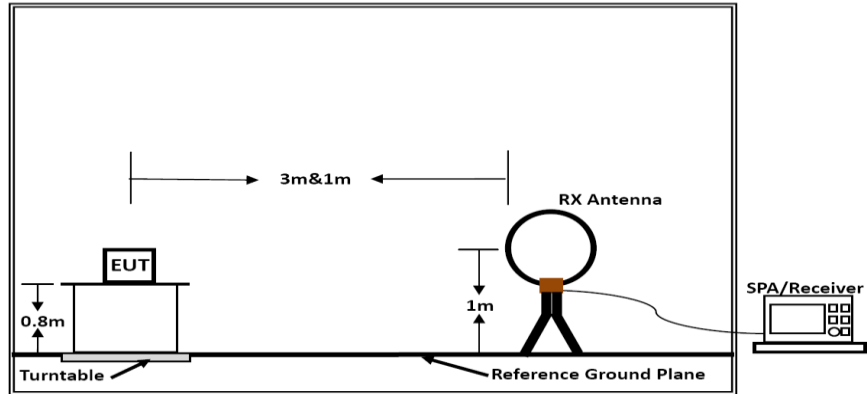 3m&1m
RX Antenna
EUT
SPA/Receiver
0.8m
1m
Turntable
Reference Ground Plane